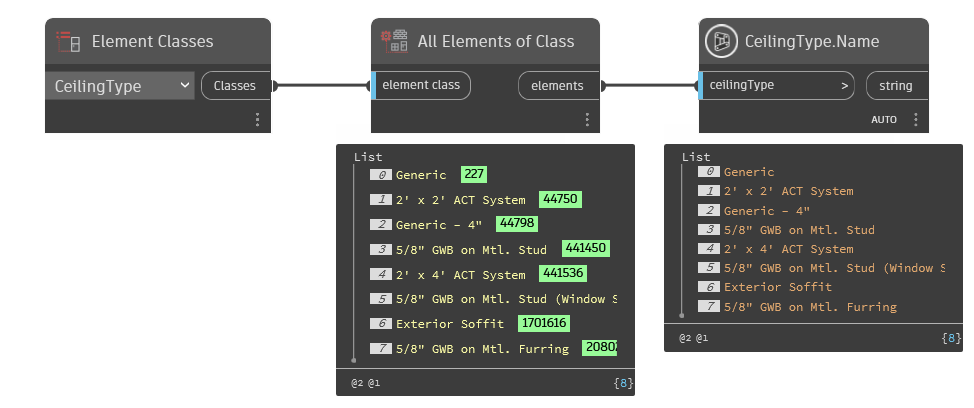 Element Classes
CeilingType
Classes
All Elements of Class
element class
elements
CeilingType.Name
ceilingType >
string
AUTO
List
0 Generic 227
1 2' x 2' ACT System 44750
2 Generic - 4" 44798
3 5/8" GWB on Mtl. Stud 441450
4 2' x 4' ACT System 441536
5 5/8" GWB on Mtl. Stud (Window S
6 Exterior Soffit 1701616
7 5/8" GWB on Mtl. Furring 2080
@2 @1
{8}
List
0 Generic
1 2' x 2' ACT System
2 Generic - 4"
3 5/8" GWB on Mtl. Stud
4 2' x 4' ACT System
5 5/8" GWB on Mtl. Stud (Window S
6 Exterior Soffit
7 5/8" GWB on Mtl. Furring
@2 @1
{8}